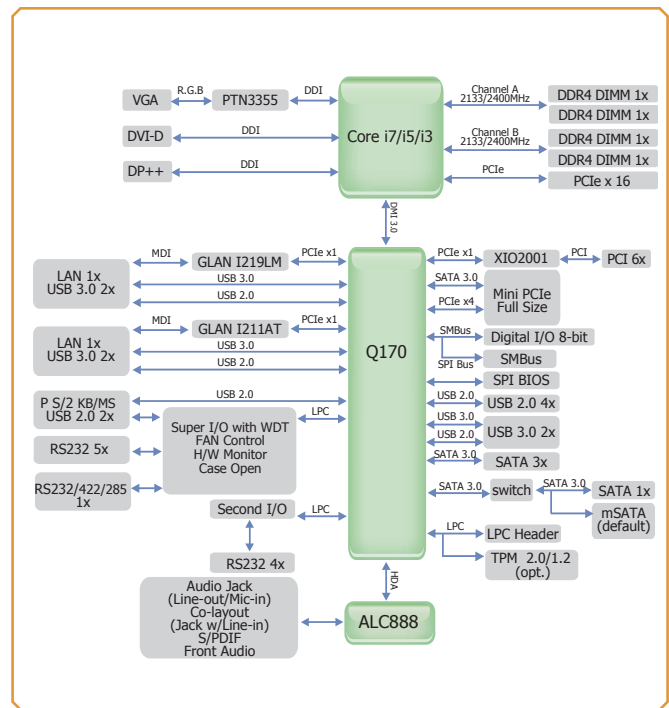 VGA
R.G.B
PTN3355
DDI
DVI-D
DDI
DP++
DDI
Core i7/i5/i3
Channel A
2133/2400MHz
DDR4 DIMM 1x
DDR4 DIMM 1x
Channel B
2133/2400MHz
DDR4 DIMM 1x
DDR4 DIMM 1x
PCIe
PCIe x 16
DMI 3.0
LAN 1x
USB 3.0 2x
MDI
GLAN I219LM
PCIe x1
USB 3.0
USB 2.0
LAN 1x
USB 3.0 2x
MDI
GLAN I211AT
PCIe x1
USB 3.0
USB 2.0
P S/2 KB/MS
USB 2.0 2x
USB 2.0
Super I/O with WDT
FAN Control
H/W Monitor
Case Open
LPC
RS232 5x
RS232/422/285
1x
Second I/O
LPC
RS232 4x
Q170
PCIe x1
XIO2001
PCI
PCI 6x
SATA 3.0
PCIe x4
Mini PCIe
Full Size
SMBus
Digital I/O 8-bit
SMBus
SPI Bus
SPI BIOS
USB 2.0
USB 2.0 4x
USB 3.0
USB 2.0
USB 3.0 2x
SATA 3.0
SATA 3x
SATA 3.0
switch
SATA 3.0
SATA 1x
mSATA
(default)
LPC
LPC Header
TPM 2.0/1.2
(opt.)
HDA
Audio Jack
(Line-out/Mic-in)
Co-layout
(Jack w/Line-in)
S/PDIF
Front Audio
ALC888